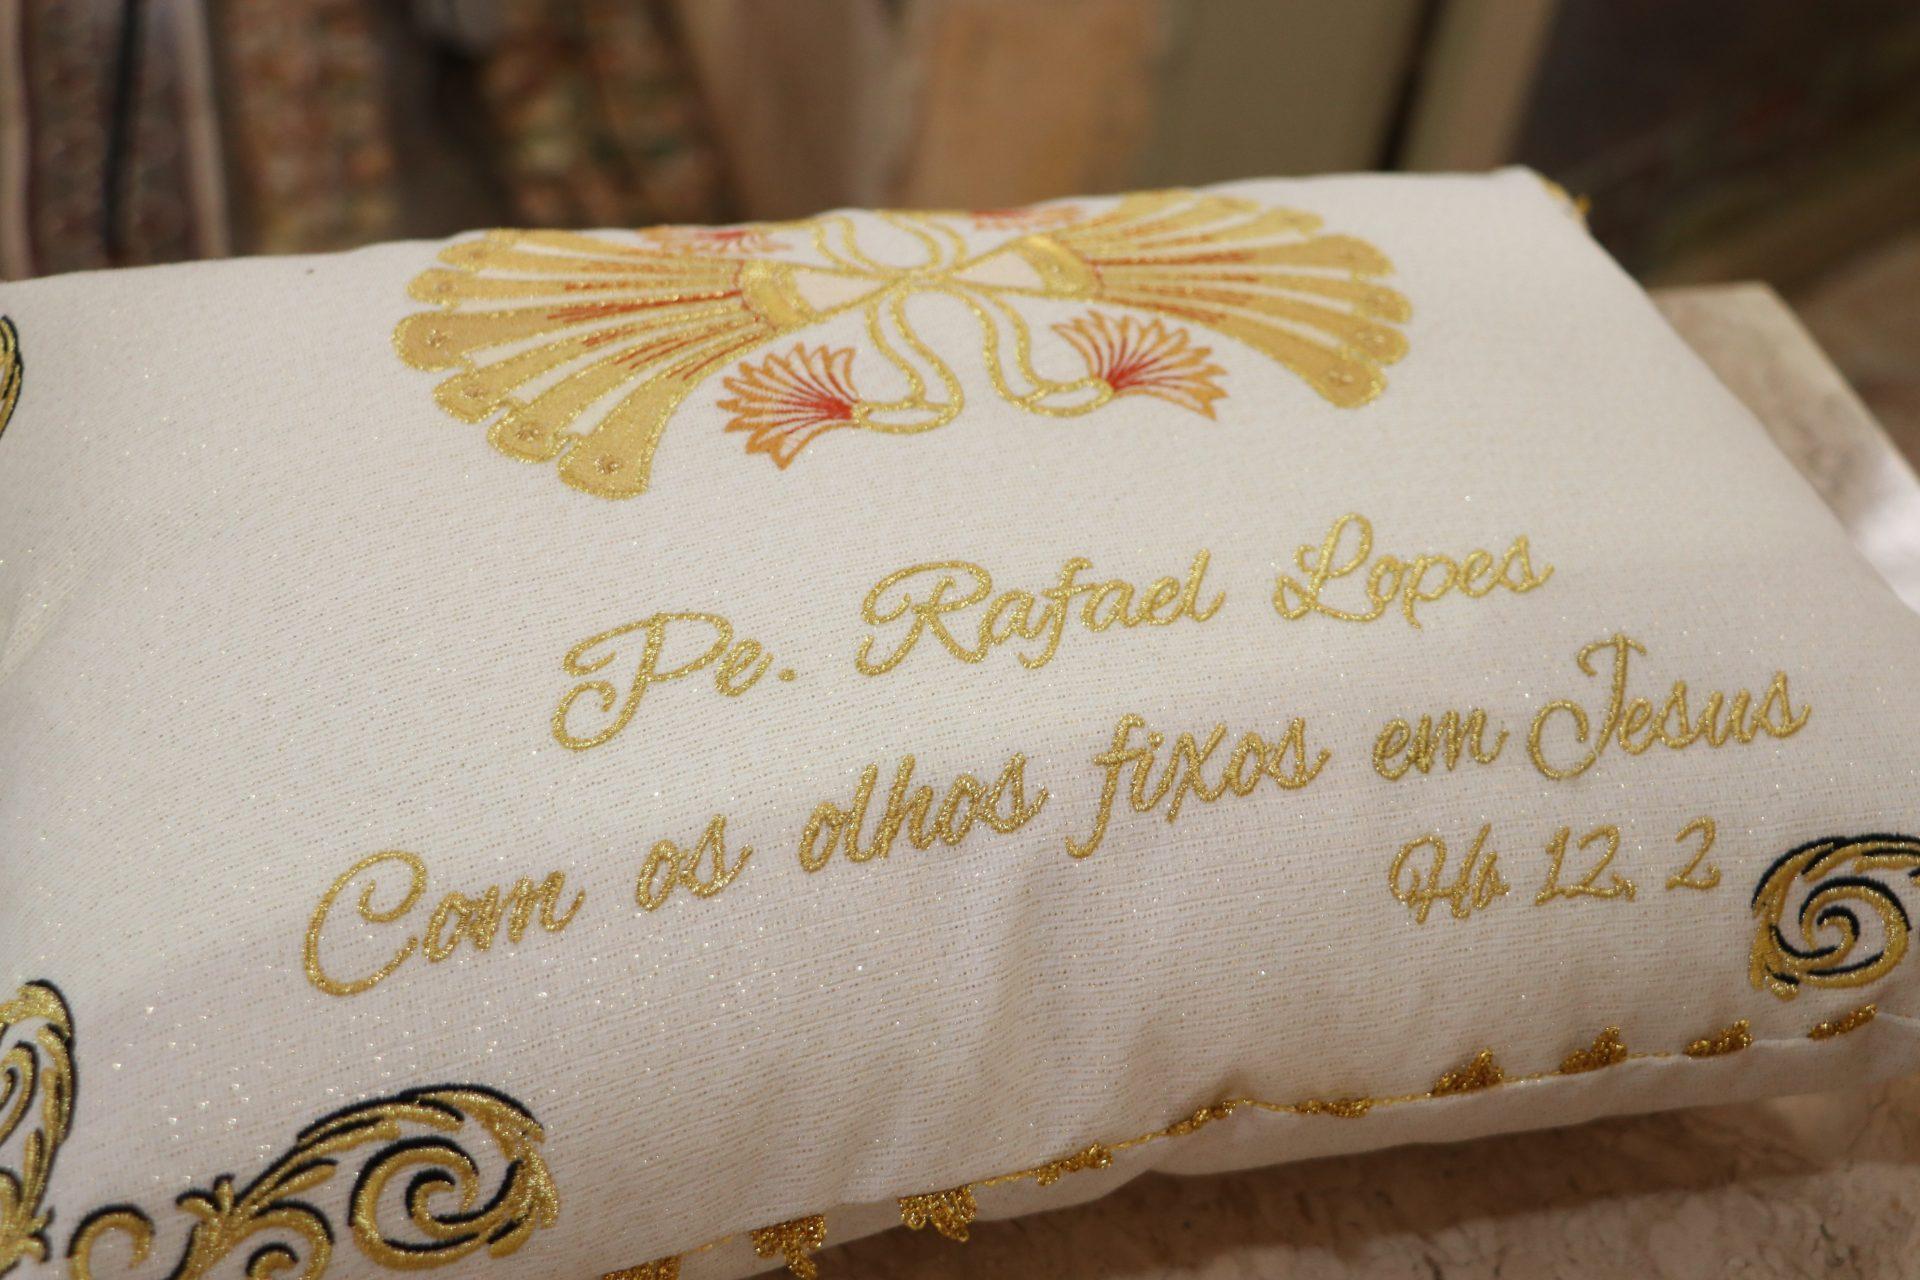 Pe. Rafael Lopes
Com os olhos fixos em Jesus
Hb 12, 2